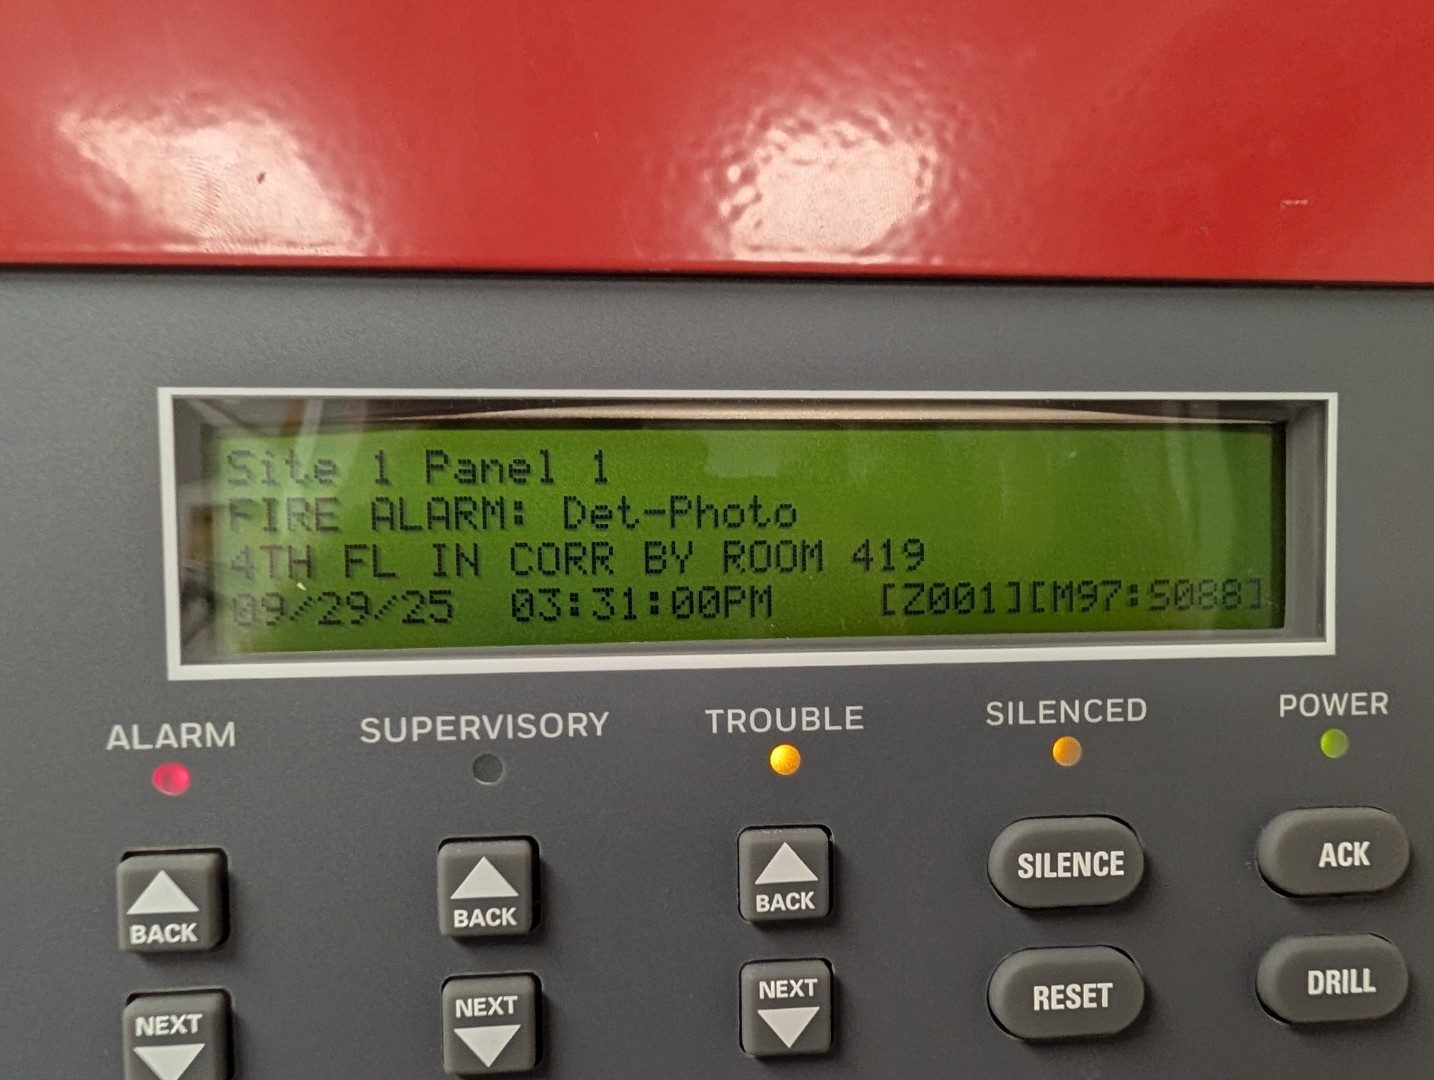 Site 1 Panel 1
FIRE ALARM: Det-Photo
4TH FL IN CORR BY ROOM 419
09/29/25 03:31:00PM [Z001][M97:S088]
ALARM SUPERVISORY TROUBLE SILENCED POWER
BACK BACK BACK SILENCE ACK
NEXT NEXT NEXT RESET DRILL